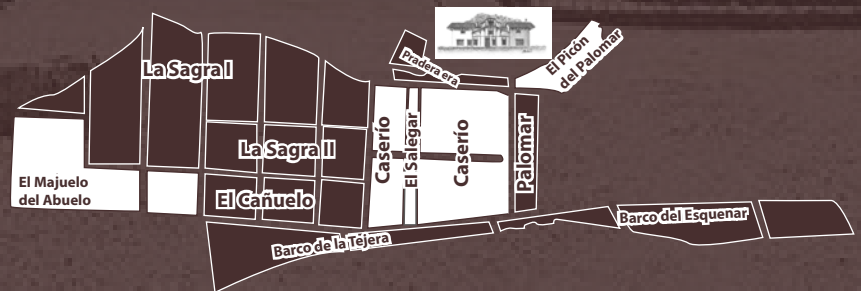 La Sagra I
Pradera era
El Picón
del Palomar
La Sagra II
Caserío
El Salegar
Caserío
Palomar
El Majuelo
del Abuelo
El Cañuelo
Barco de la Tejera
Barco del Esquenar